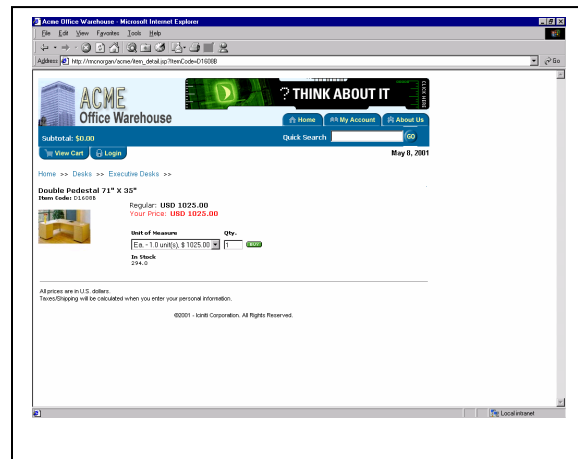 Acme Office Warehouse - Microsoft Internet Explorer
File Edit View Favorites Tools Help
Address http://mcmorgan/acme/item_detail.jsp?ItemCode=D1608B Go
ACME
Office Warehouse
? THINK ABOUT IT
CLICK HERE
Home My Account About Us
Subtotal: $0.00 Quick Search GO
View Cart Login May 8, 2001
Home >> Desks >> Executive Desks >>
Double Pedestal 71" X 35"
Item Code: D1608B
Regular: USD 1025.00
Your Price: USD 1025.00
Unit of Measure Qty.
Ea. - 1.0 unit(s), $ 1025.00 1 BUY
In Stock
294.0
All prices are in U.S. dollars.
Taxes/Shipping will be calculated when you enter your personal information.
©2001 - Iciniti Corporation. All Rights Reserved.
Local intranet